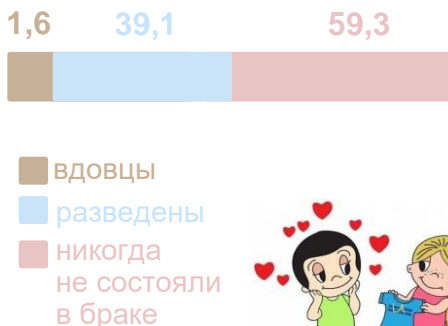 1,6 39,1 59,3
вдовцы
разведены
никогда
не состояли
в браке